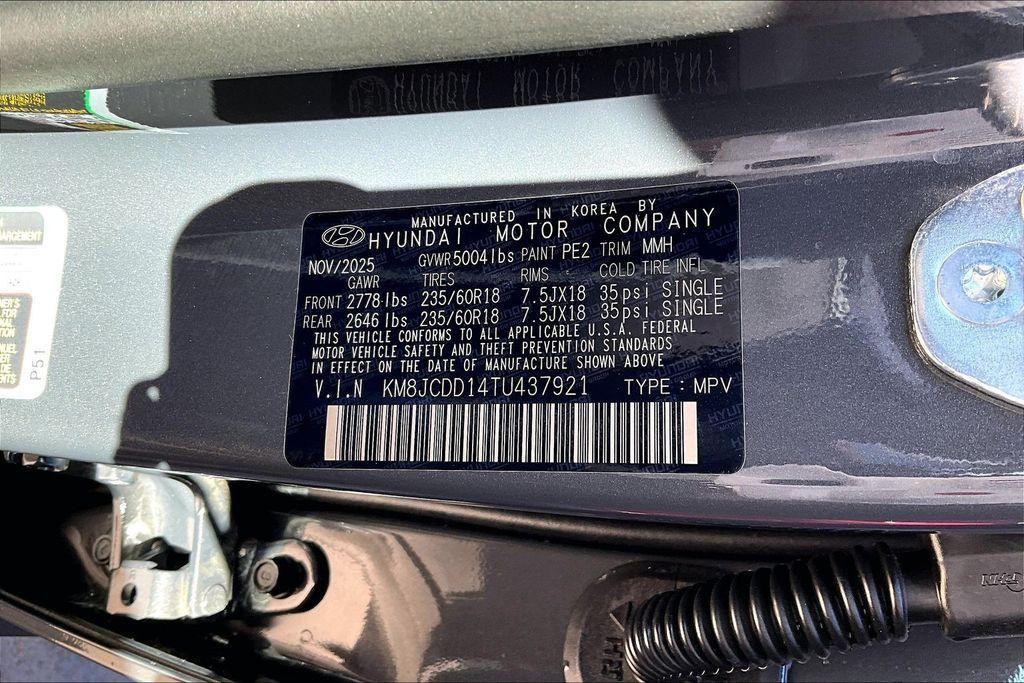 MANUFACTURED IN KOREA BY
HYUNDAI MOTOR COMPANY
NOV/2025 GVWR 5004lbs PAINT PE2 TRIM MMH
GAWR TIRES RIMS COLD TIRE INFL
FRONT 2778lbs 235/60R18 7.5JX18 35psi SINGLE
REAR 2646lbs 235/60R18 7.5JX18 35psi SINGLE
THIS VEHICLE CONFORMS TO ALL APPLICABLE U.S.A. FEDERAL
MOTOR VEHICLE SAFETY AND THEFT PREVENTION STANDARDS
IN EFFECT ON THE DATE OF MANUFACTURE SHOWN ABOVE
V.I.N KM8JCDD14TU437921 TYPE : MPV
P51